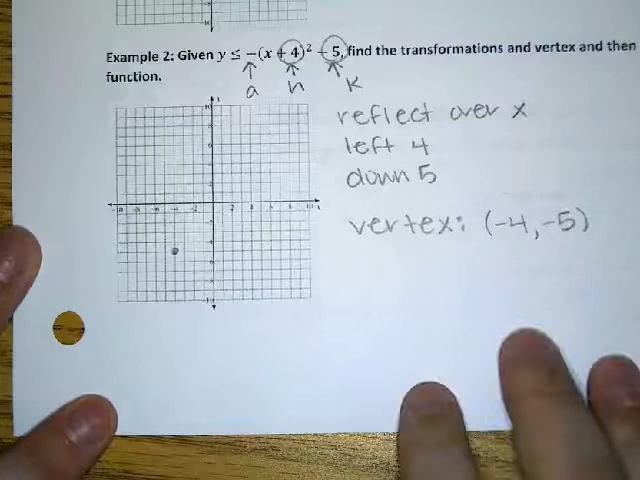 Example 2: Given y ≤ −(x + 4)² − 5, find the transformations and vertex and then
function.
a h k
reflect over x
left 4
down 5
vertex: (-4,-5)